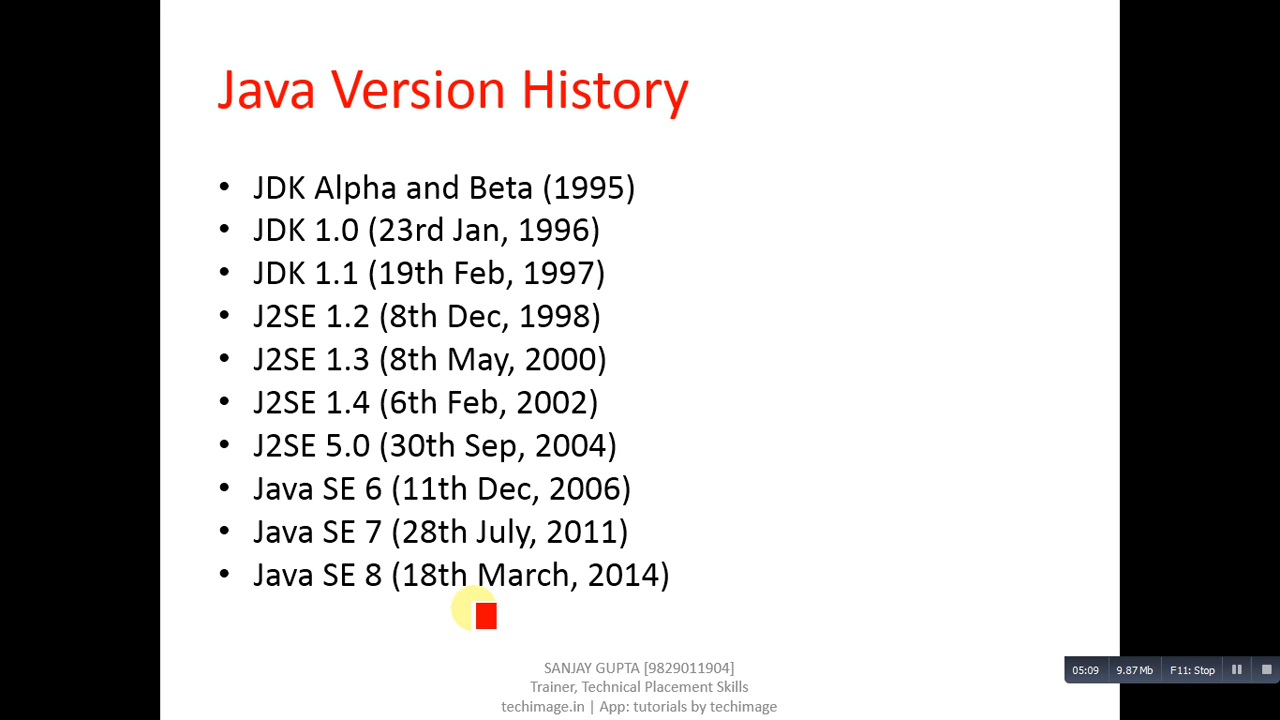 Java Version History
• JDK Alpha and Beta (1995)
• JDK 1.0 (23rd Jan, 1996)
• JDK 1.1 (19th Feb, 1997)
• J2SE 1.2 (8th Dec, 1998)
• J2SE 1.3 (8th May, 2000)
• J2SE 1.4 (6th Feb, 2002)
• J2SE 5.0 (30th Sep, 2004)
• Java SE 6 (11th Dec, 2006)
• Java SE 7 (28th July, 2011)
• Java SE 8 (18th March, 2014)
SANJAY GUPTA [9829011904]
Trainer, Technical Placement Skills
techimage.in | App: tutorials by techimage
05:09 9.87 Mb F11: Stop